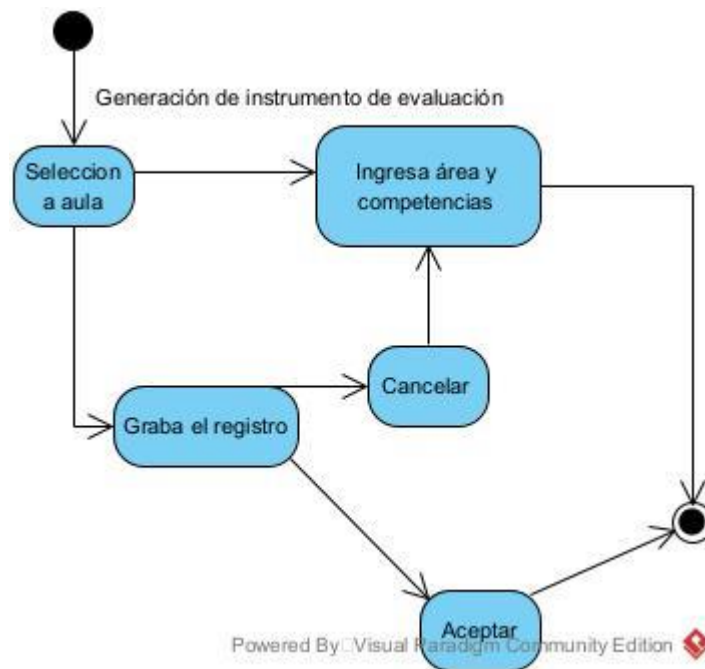 Generación de instrumento de evaluación
Seleccion
a aula
Ingresa área y
competencias
Cancelar
Graba el registro
Aceptar
Powered By Visual Paradigm Community Edition